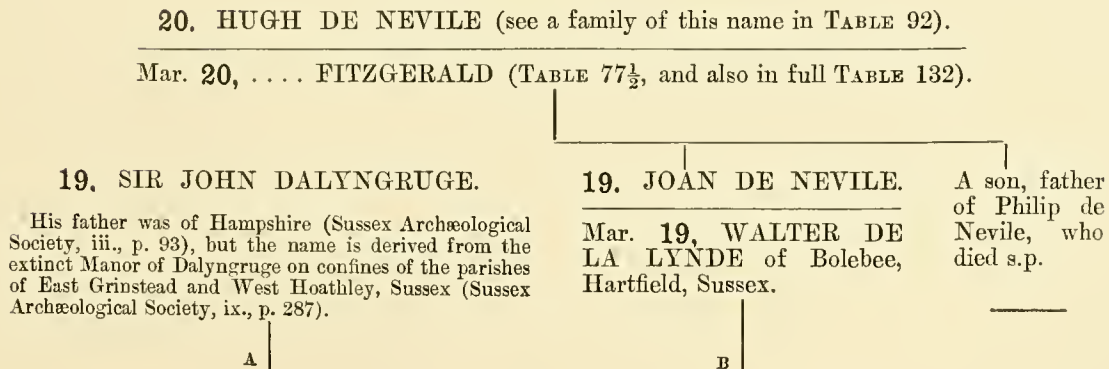 20. HUGH DE NEVILE (see a family of this name in TABLE 92).
Mar. 20, .... FITZGERALD (TABLE 77½, and also in full TABLE 132).
19. SIR JOHN DALYNGRUGE.
His father was of Hampshire (Sussex Archæological
Society, iii., p. 93), but the name is derived from the
extinct Manor of Dalyngruge on confines of the parishes
of East Grinstead and West Hoathley, Sussex (Sussex
Archæological Society, ix., p. 287).
A
19. JOAN DE NEVILE.
Mar. 19, WALTER DE
LA LYNDE of Bolebee,
Hartfield, Sussex.
B
A son, father
of Philip de
Nevile, who
died s.p.